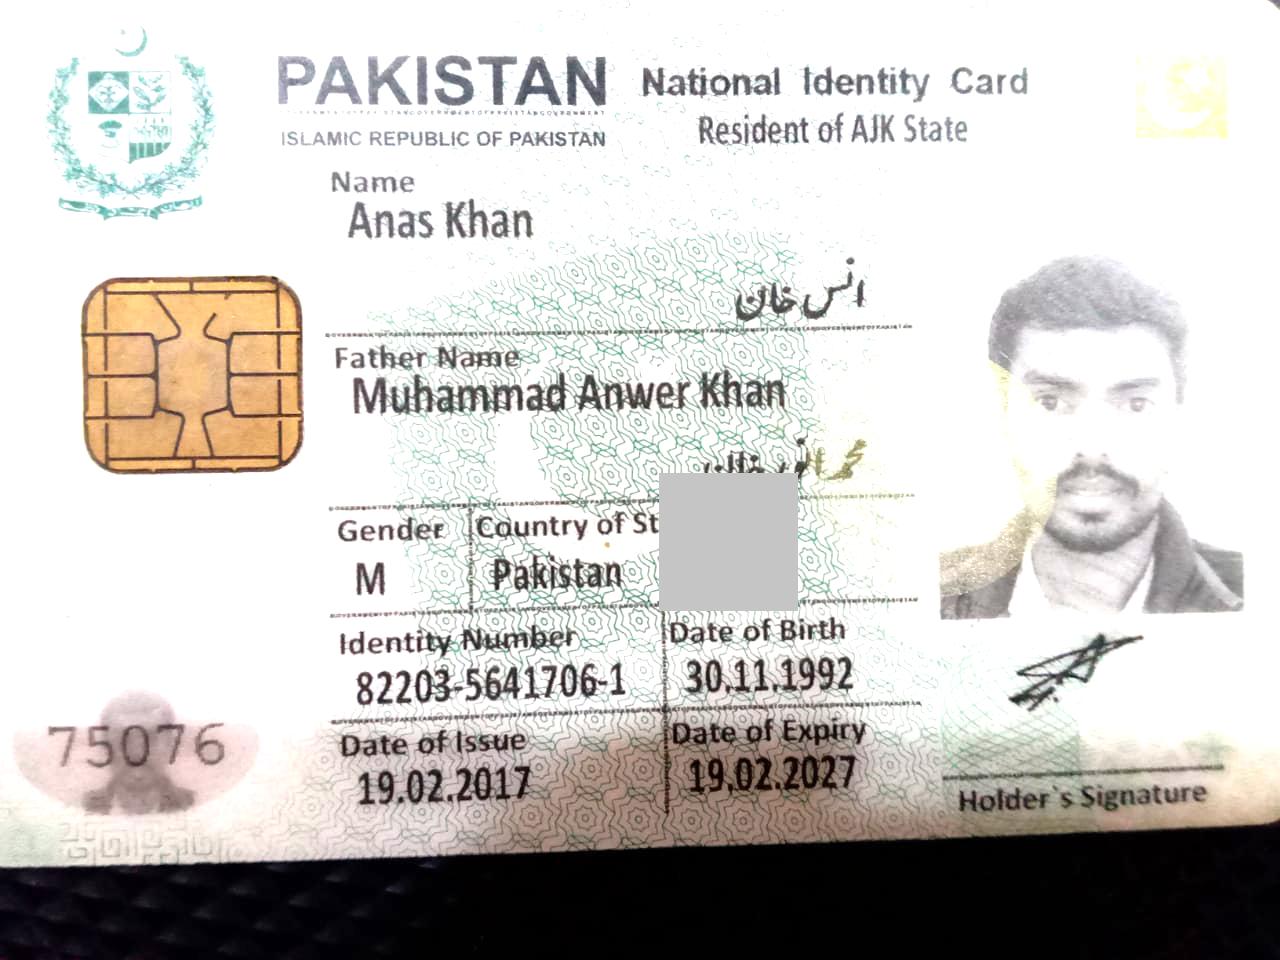 PAKISTAN National Identity Card
ISLAMIC REPUBLIC OF PAKISTAN Resident of AJK State
Name
Anas Khan
انس خان
Father Name
Muhammad Anwer Khan
محمد انور خان
Gender Country of St
M Pakistan
Identity Number Date of Birth
82203-5641706-1 30.11.1992
75076
Date of Issue Date of Expiry
19.02.2017 19.02.2027
Holder's Signature